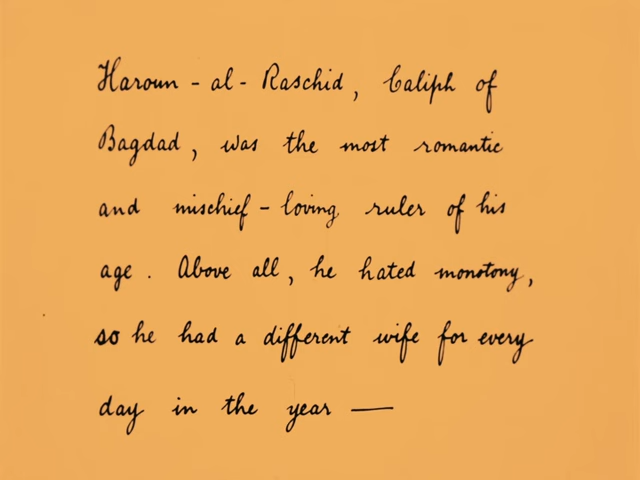 Haroun - al - Raschid, Caliph of
Bagdad, was the most romantic
and mischief - loving ruler of his
age. Above all, he hated monotony,
so he had a different wife for every
day in the year —